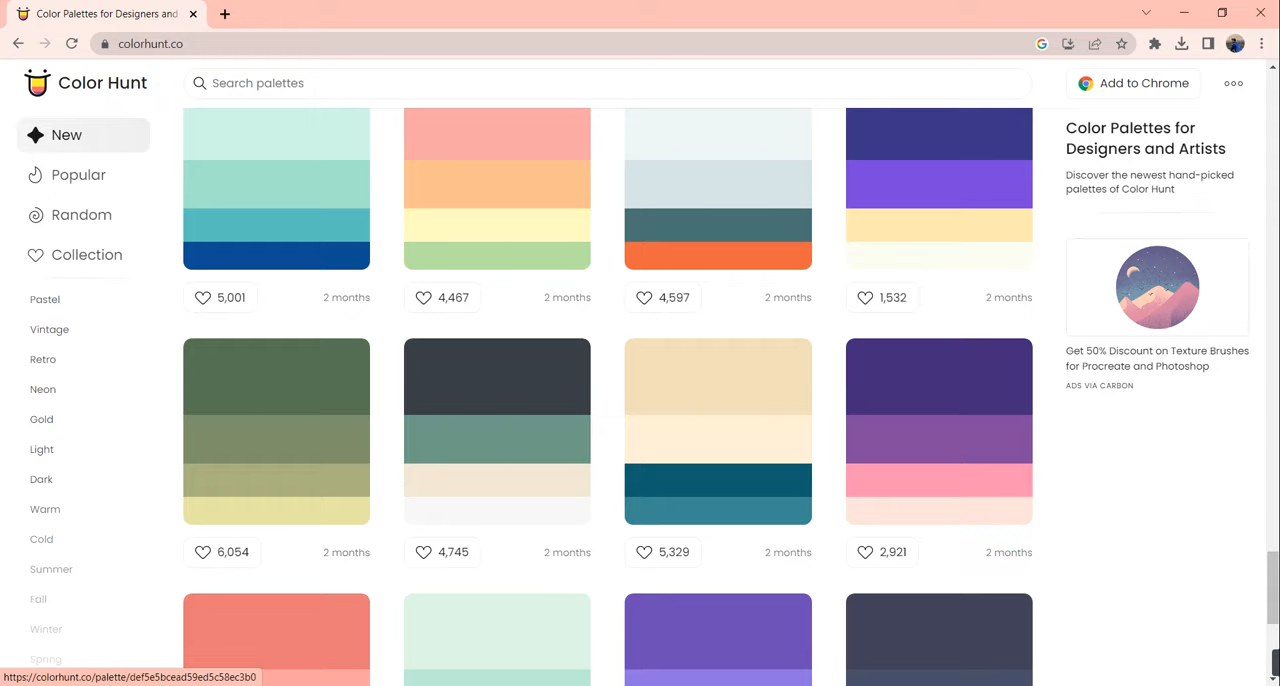 Color Palettes for Designers and
colorhunt.co
Color Hunt
Search palettes
Add to Chrome
New
Popular
Random
Collection
Pastel
Vintage
Retro
Neon
Gold
Light
Dark
Warm
Cold
Summer
Fall
Winter
Spring
5,001 2 months
4,467 2 months
4,597 2 months
1,532 2 months
6,054 2 months
4,745 2 months
5,329 2 months
2,921 2 months
Color Palettes for
Designers and Artists
Discover the newest hand-picked
palettes of Color Hunt
Get 50% Discount on Texture Brushes
for Procreate and Photoshop
ADS VIA CARBON
https://colorhunt.co/palette/def5e5bcead59ed5c58ec3b0